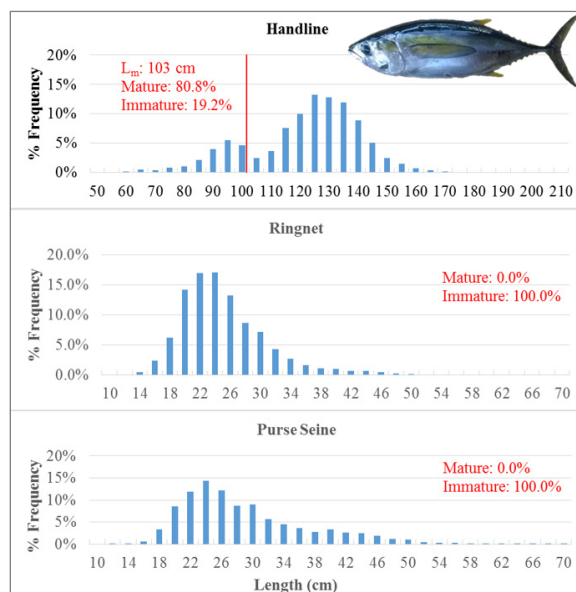 Handline
% Frequency
20%
15%
10%
5%
0%
Lm: 103 cm
Mature: 80.8%
Immature: 19.2%
50 60 70 80 90 100 110 120 130 140 150 160 170 180 190 200 210
Ringnet
% Frequency
20.0%
15.0%
10.0%
5.0%
0.0%
Mature: 0.0%
Immature: 100.0%
10 14 18 22 26 30 34 38 42 46 50 54 58 62 66 70
Purse Seine
% Frequency
20%
15%
10%
5%
0%
Mature: 0.0%
Immature: 100.0%
10 14 18 22 26 30 34 38 42 46 50 54 58 62 66 70
Length (cm)